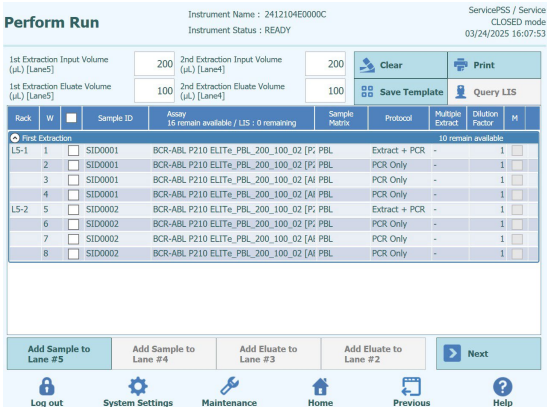 Perform Run
Instrument Name : 2412104E0000C
Instrument Status : READY
ServicePSS / Service
CLOSED mode
03/24/2025 16:07:53
1st Extraction Input Volume
(µL) [Lane5]
200
2nd Extraction Input Volume
(µL) [Lane4]
200
Clear
Print
1st Extraction Eluate Volume
(µL) [Lane5]
100
2nd Extraction Eluate Volume
(µL) [Lane4]
100
Save Template
Query LIS
Rack W Sample ID Assay
16 remain available / LIS : 0 remaining
Sample
Matrix
Protocol
Multiple
Extract
Dilution
Factor
M
First Extraction 10 remain available
L5-1 1 SID0001 BCR-ABL P210 ELITe_PBL_200_100_02 [P2 PBL Extract + PCR - 1
2 SID0001 BCR-ABL P210 ELITe_PBL_200_100_02 [P2 PBL PCR Only - 1
3 SID0001 BCR-ABL P210 ELITe_PBL_200_100_02 [AI PBL PCR Only - 1
4 SID0001 BCR-ABL P210 ELITe_PBL_200_100_02 [AI PBL PCR Only - 1
L5-2 5 SID0002 BCR-ABL P210 ELITe_PBL_200_100_02 [P2 PBL Extract + PCR - 1
6 SID0002 BCR-ABL P210 ELITe_PBL_200_100_02 [P2 PBL PCR Only - 1
7 SID0002 BCR-ABL P210 ELITe_PBL_200_100_02 [AI PBL PCR Only - 1
8 SID0002 BCR-ABL P210 ELITe_PBL_200_100_02 [AI PBL PCR Only - 1
Add Sample to
Lane #5
Add Sample to
Lane #4
Add Eluate to
Lane #3
Add Eluate to
Lane #2
Next
Log out
System Settings
Maintenance
Home
Previous
Help